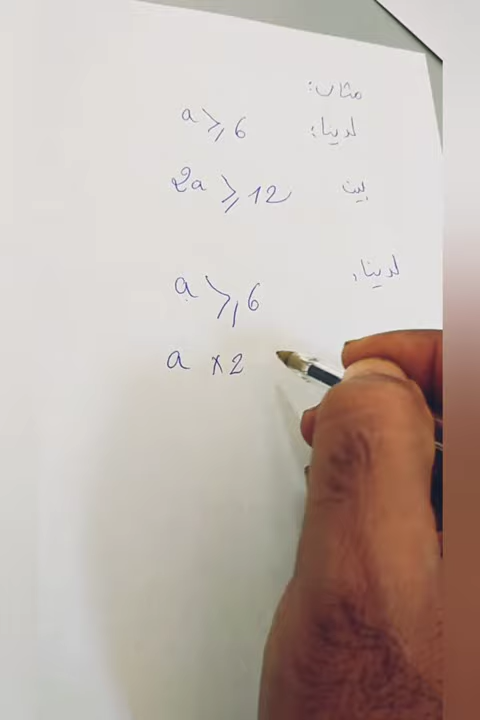 مثال:
لدينا: a ⩾ 6
بين 2a ⩾ 12
لدينا: a ⩾ 6
a × 2